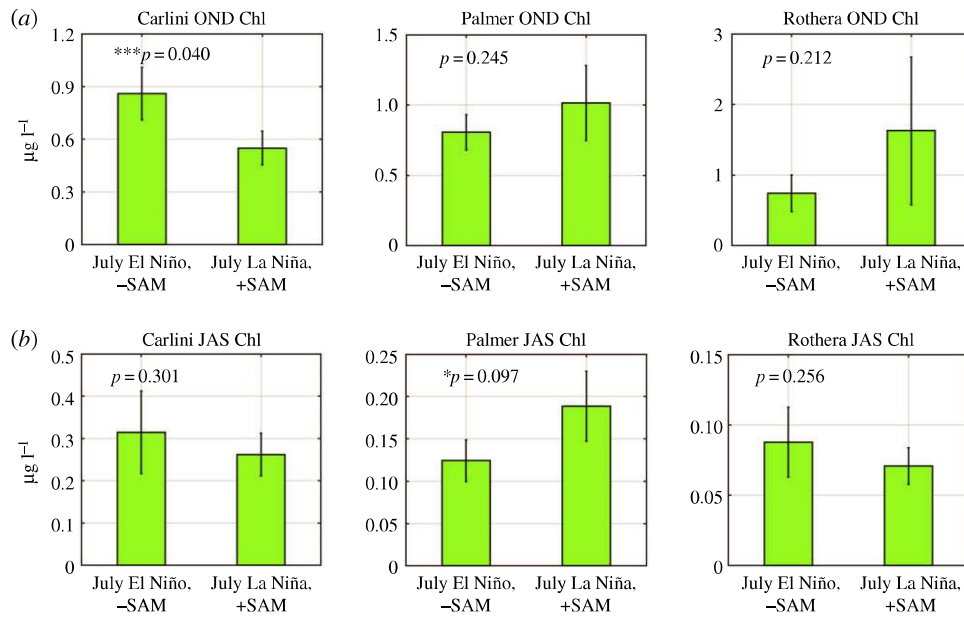 (a)
Carlini OND Chl
Palmer OND Chl
Rothera OND Chl
µg l⁻¹
1.2
0.9
0.6
0.3
0
***p = 0.040
July El Niño,
–SAM
July La Niña,
+SAM
1.5
1.0
0.5
0
p = 0.245
July El Niño,
–SAM
July La Niña,
+SAM
3
2
1
0
p = 0.212
July El Niño,
–SAM
July La Niña,
+SAM
(b)
Carlini JAS Chl
Palmer JAS Chl
Rothera JAS Chl
µg l⁻¹
0.5
0.4
0.3
0.2
0.1
0
p = 0.301
July El Niño,
–SAM
July La Niña,
+SAM
0.25
0.20
0.15
0.10
0.05
0
*p = 0.097
July El Niño,
–SAM
July La Niña,
+SAM
0.15
0.10
0.05
0
p = 0.256
July El Niño,
–SAM
July La Niña,
+SAM